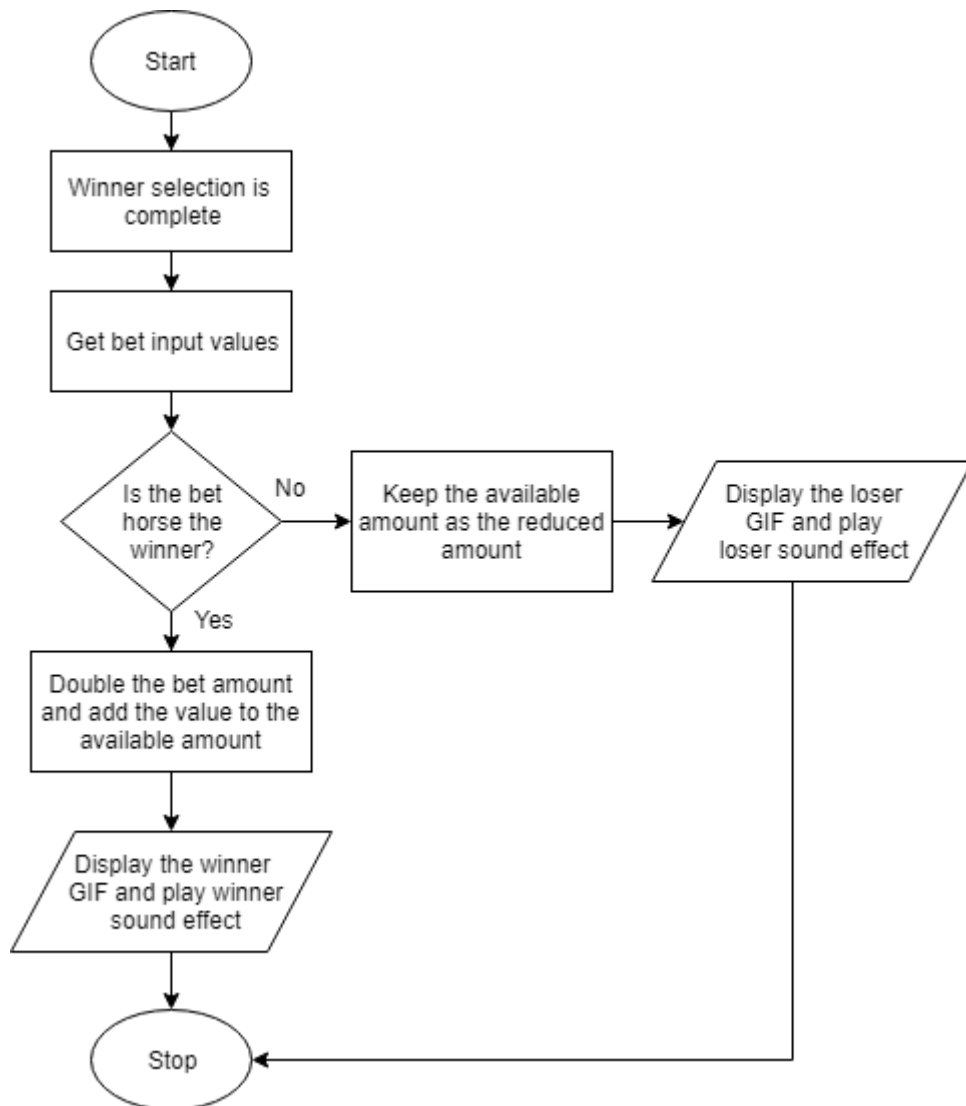 Start
Winner selection is
complete
Get bet input values
Is the bet
horse the
winner?
No
Keep the available
amount as the reduced
amount
Display the loser
GIF and play
loser sound effect
Yes
Double the bet amount
and add the value to the
available amount
Display the winner
GIF and play winner
sound effect
Stop